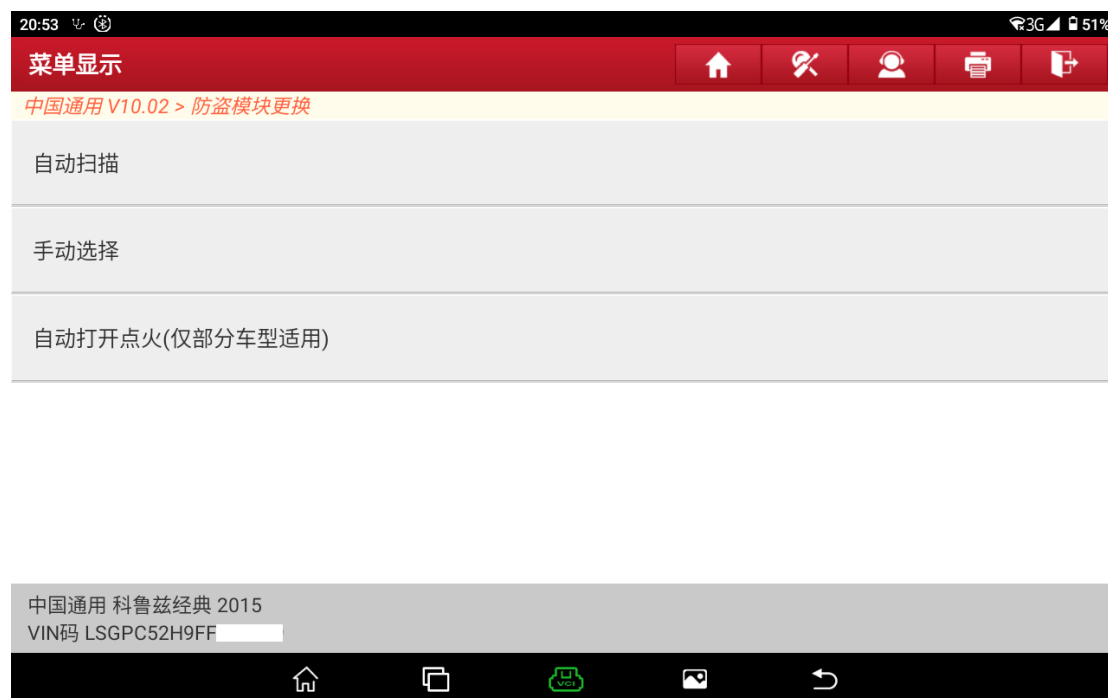 20:53
3G 51%
菜单显示
中国通用 V10.02 > 防盗模块更换
自动扫描
手动选择
自动打开点火(仅部分车型适用)
中国通用 科鲁兹经典 2015
VIN码 LSGPC52H9FF
VCI